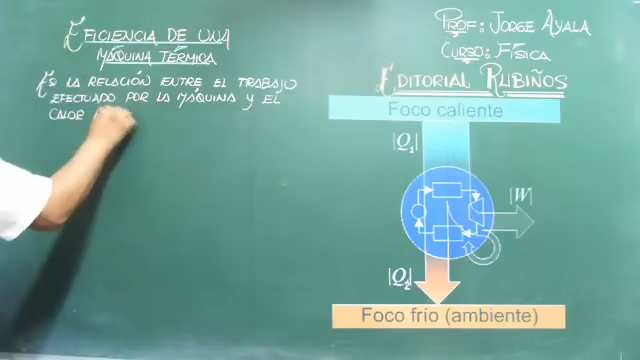 EFICIENCIA DE UNA
MÁQUINA TÉRMICA
ES LA RELACIÓN ENTRE EL TRABAJO
EFECTUADO POR LA MÁQUINA Y EL
CALOR
PROF: JORGE AYALA
CURSO: FÍSICA
EDITORIAL RUBIÑOS
Foco caliente
|Q₁|
|W|
|Q₂|
Foco frío (ambiente)